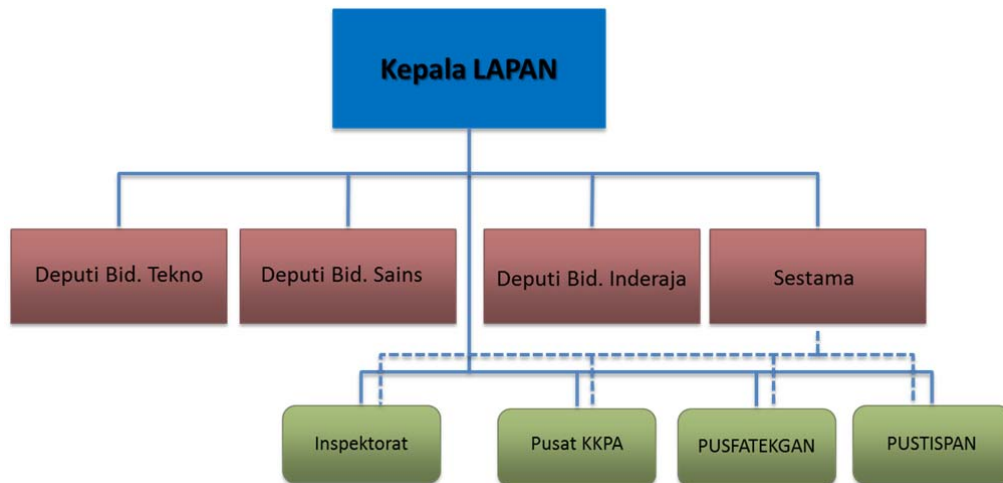 Kepala LAPAN
Deputi Bid. Tekno
Deputi Bid. Sains
Deputi Bid. Inderaja
Sestama
Inspektorat
Pusat KKPA
PUSFATEKGAN
PUSTISPAN